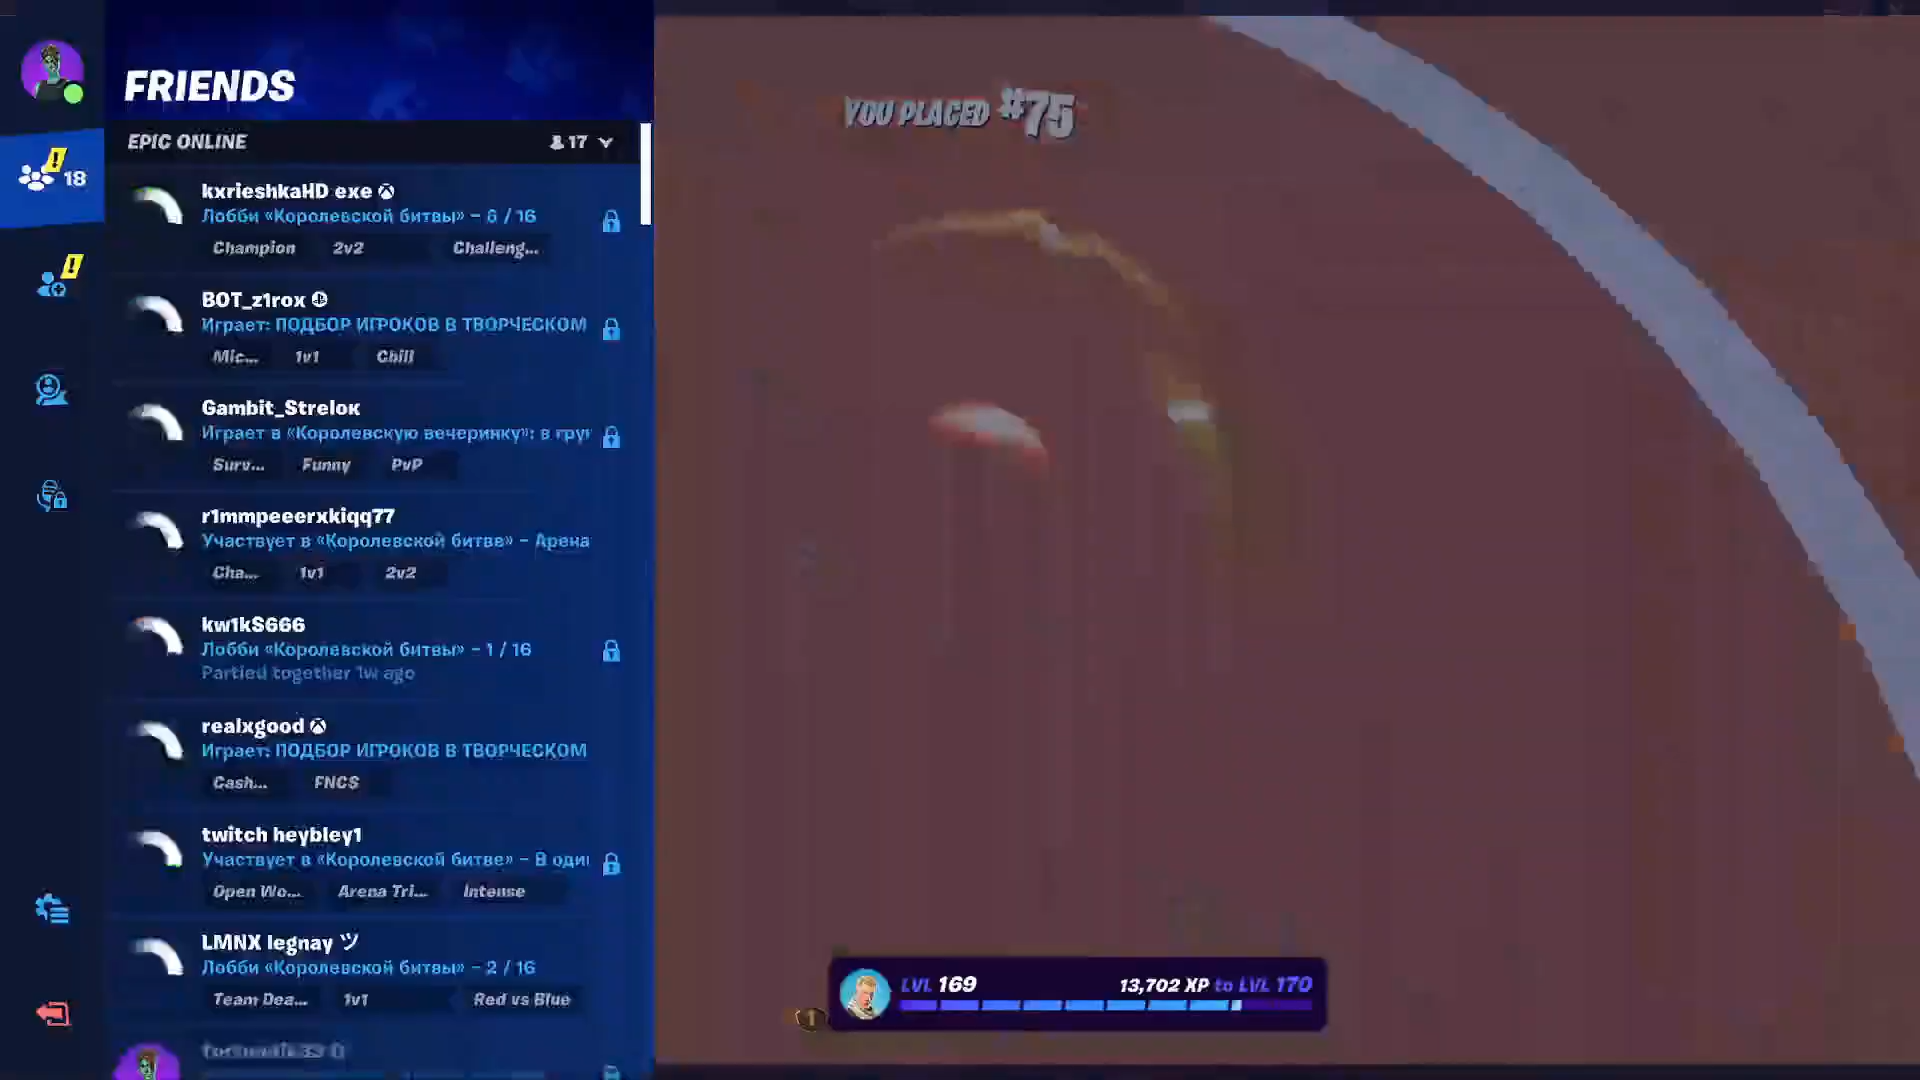 FRIENDS
EPIC ONLINE
17
18
kxrieshkaHD exe
Лобби «Королевской битвы» – 6 / 16
Champion 2v2 Challeng...
BOT_z1rox
Играет: ПОДБОР ИГРОКОВ В ТВОРЧЕСКОМ
Mic... 1v1 Chill
Gambit_Strelок
Играет в «Королевскую вечеринку»: в гру
Surv... Funny PvP
r1mmpeeerxkiqq77
Участвует в «Королевской битве» – Арена
Cha... 1v1 2v2
kw1kS666
Лобби «Королевской битвы» – 1 / 16
Partied together 1w ago
realxgood
Играет: ПОДБОР ИГРОКОВ В ТВОРЧЕСКОМ
Cash... FNCS
twitch heybley1
Участвует в «Королевской битве» – В оди
Open Wo... Arena Tri... Intense
LMNX legnay ツ
Лобби «Королевской битвы» – 2 / 16
Team Dea... 1v1 Red vs Blue
YOU PLACED #75
LVL 169
13,702 XP to LVL 170
1